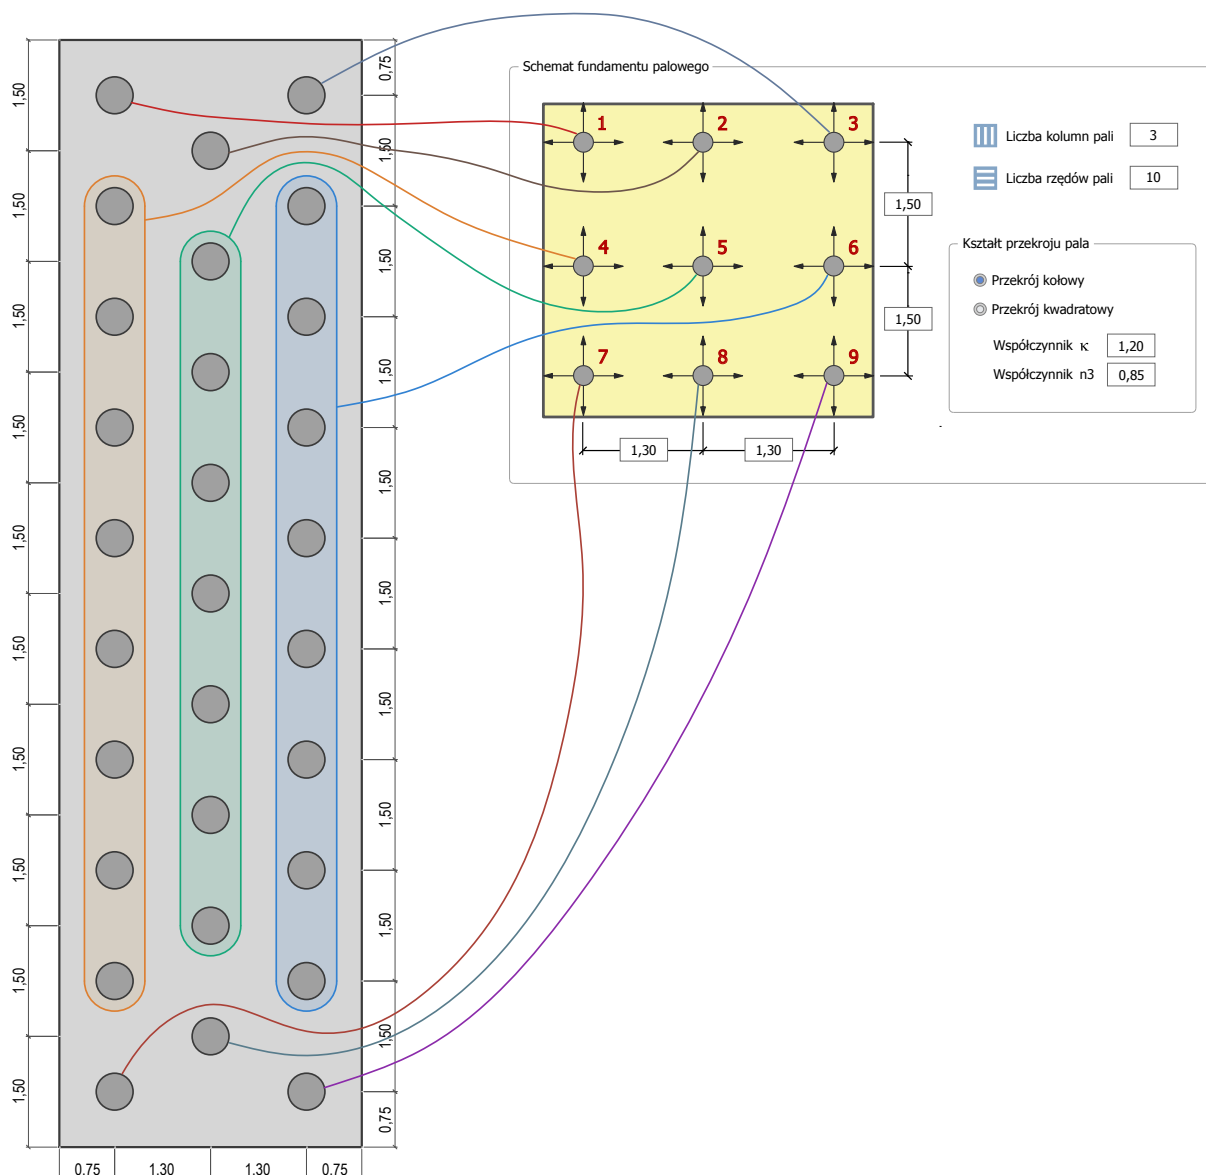 1,50
1,50
1,50
1,50
1,50
1,50
1,50
1,50
1,50
1,50
0,75
1,50
1,50
1,50
1,50
1,50
1,50
1,50
1,50
1,50
0,75
0,75 1,30 1,30 0,75
Schemat fundamentu palowego
1 2 3
4 5 6
7 8 9
1,50
1,50
1,30 1,30
Liczba kolumn pali 3
Liczba rzędów pali 10
Kształt przekroju pala
Przekrój kołowy
Przekrój kwadratowy
Współczynnik κ 1,20
Współczynnik n3 0,85